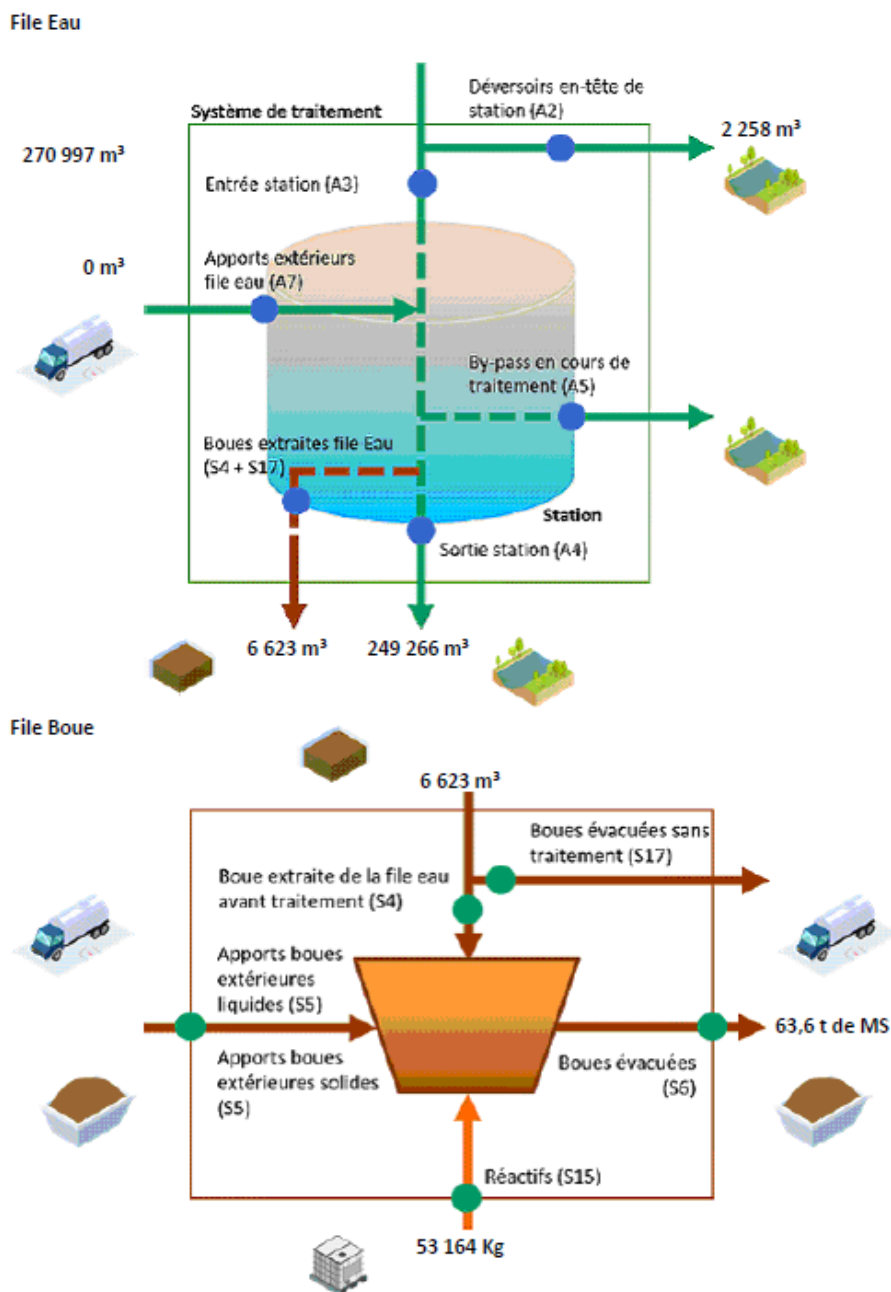 File Eau
Déversoirs en-tête de
station (A2)
Système de traitement
2 258 m³
270 997 m³
Entrée station (A3)
Apports extérieurs
file eau (A7)
0 m³
By-pass en cours de
traitement (A5)
Boues extraites file Eau
(S4 + S17)
Station
Sortie station (A4)
6 623 m³
249 266 m³
File Boue
6 623 m³
Boues évacuées sans
traitement (S17)
Boue extraite de la file eau
avant traitement (S4)
Apports boues
extérieures
liquides (S5)
63,6 t de MS
Apports boues
extérieures solides
(S5)
Boues évacuées
(S6)
Réactifs (S15)
53 164 Kg